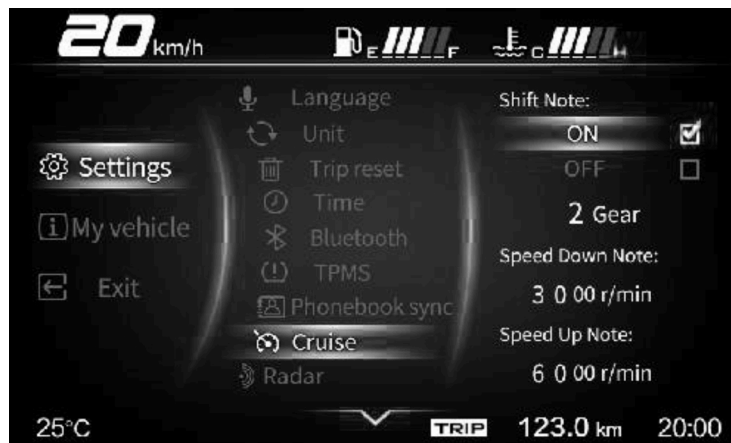 20 km/h E F C H
Language
Unit
Trip reset
Time
Bluetooth
TPMS
Phonebook sync
Cruise
Radar
Settings
My vehicle
Exit
Shift Note:
ON
OFF
2 Gear
Speed Down Note:
3 0 00 r/min
Speed Up Note:
6 0 00 r/min
25°C TRIP 123.0 km 20:00